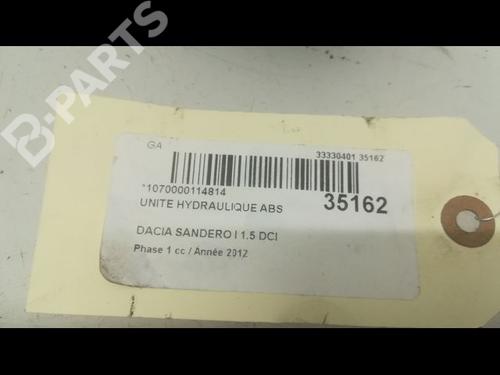 B-PARTS
GA
33330401 35162
*1070000114814
35162
UNITE HYDRAULIQUE ABS
DACIA SANDERO I 1.5 DCI
Phase 1 cc / Année 2012